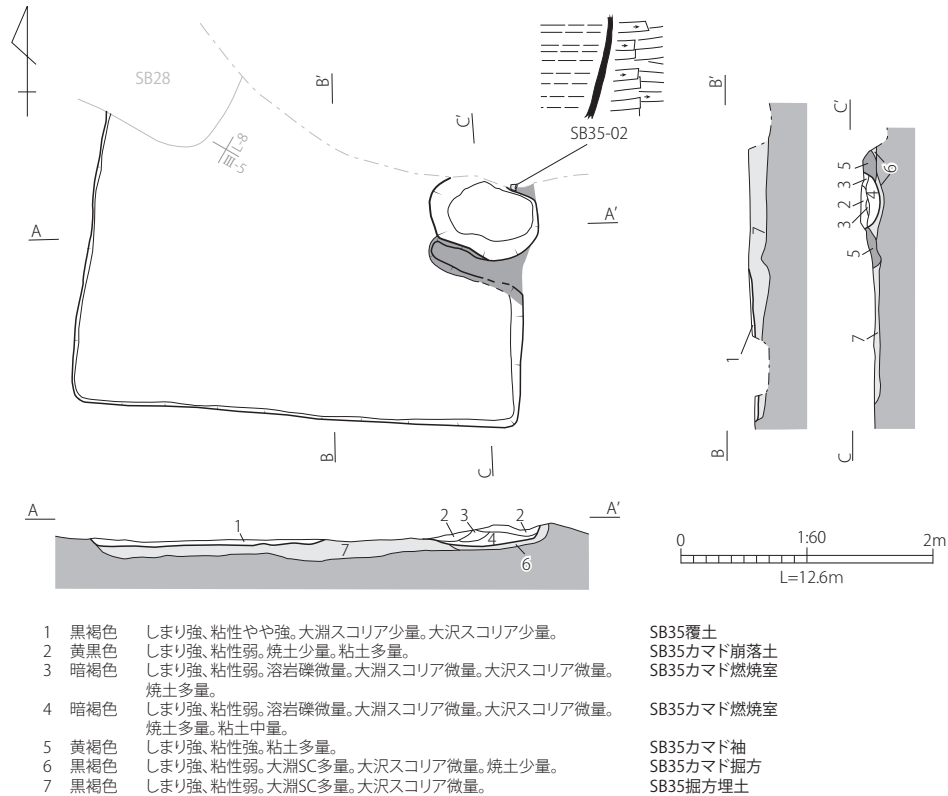 SB28
B'
C'
L-8
III-5
SB35-02
A
A'
B
C
B'
7
1
B
C'
5
3
2
3
4
6
5
7
C
A
A'
1
7
2
3
2
4
6
0
1:60
2m
L=12.6m
1 黒褐色 しまり強、粘性やや強。大淵スコリア少量。大沢スコリア少量。 SB35覆土
2 黄黒色 しまり強、粘性弱。焼土少量。粘土多量。 SB35カマド崩落土
3 暗褐色 しまり強、粘性弱。溶岩礫微量。大淵スコリア微量。大沢スコリア微量。 SB35カマド燃焼室
焼土多量。
4 暗褐色 しまり強、粘性弱。溶岩礫微量。大淵スコリア微量。大沢スコリア微量。 SB35カマド燃焼室
焼土多量。粘土中量。
5 黄褐色 しまり強、粘性強。粘土多量。 SB35カマド袖
6 黒褐色 しまり強、粘性弱。大淵SC多量。大沢スコリア微量。焼土少量。 SB35カマド掘方
7 黒褐色 しまり強、粘性弱。大淵SC多量。大沢スコリア微量。 SB35掘方埋土